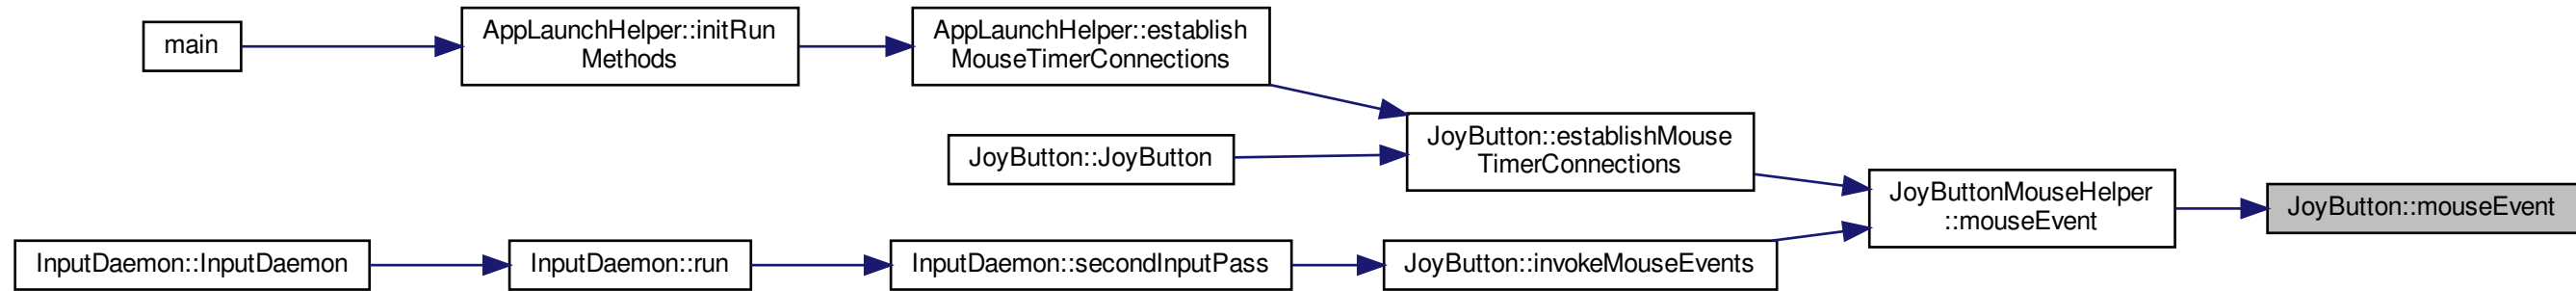 main
AppLaunchHelper::initRun
Methods
AppLaunchHelper::establish
MouseTimerConnections
JoyButton::JoyButton
JoyButton::establishMouse
TimerConnections
JoyButtonMouseHelper
::mouseEvent
JoyButton::mouseEvent
InputDaemon::InputDaemon
InputDaemon::run
InputDaemon::secondInputPass
JoyButton::invokeMouseEvents